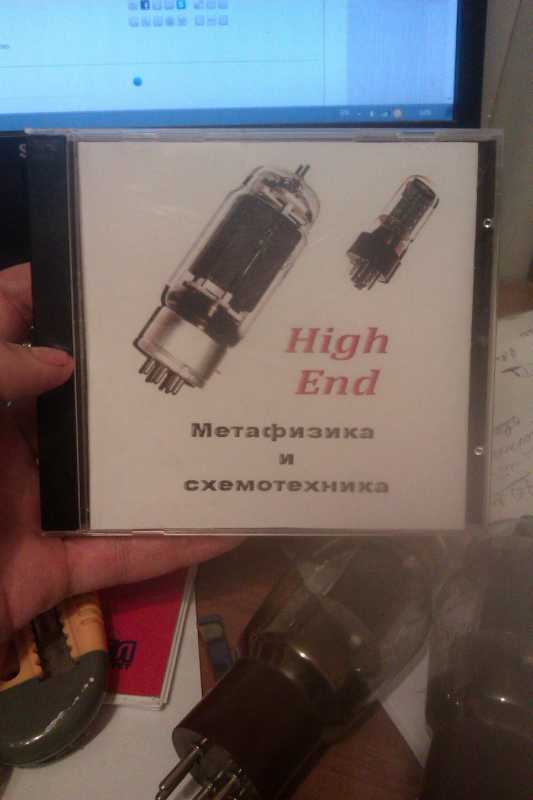 High
End
Метафизика
и
схемотехника